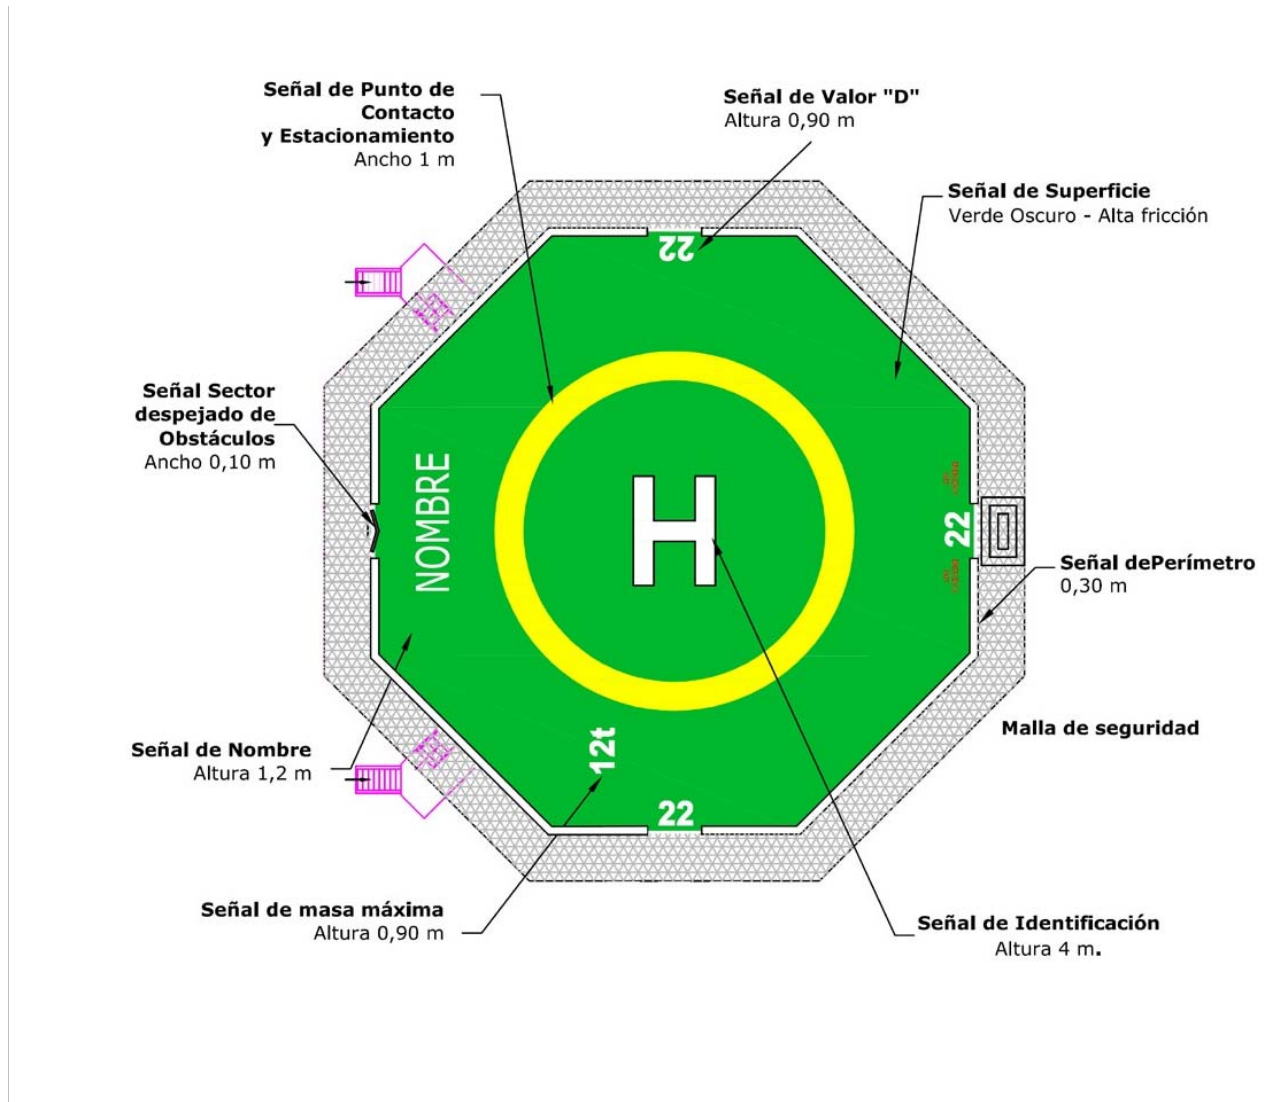 Señal de Punto de
Contacto
y Estacionamiento
Ancho 1 m
Señal de Valor "D"
Altura 0,90 m
Señal de Superficie
Verde Oscuro - Alta fricción
22
Señal Sector
despejado de
Obstáculos
Ancho 0,10 m
NOMBRE
H
22
Señal dePerímetro
0,30 m
Malla de seguridad
12t
Señal de Nombre
Altura 1,2 m
22
Señal de masa máxima
Altura 0,90 m
Señal de Identificación
Altura 4 m.